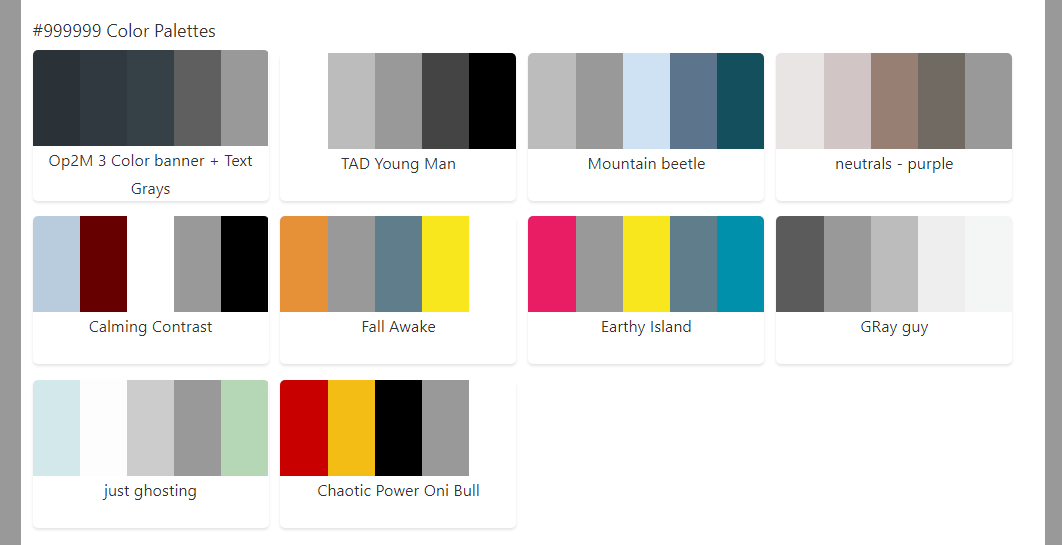 #999999 Color Palettes
Op2M 3 Color banner + Text
Grays
TAD Young Man
Mountain beetle
neutrals - purple
Calming Contrast
Fall Awake
Earthy Island
GRay guy
just ghosting
Chaotic Power Oni Bull